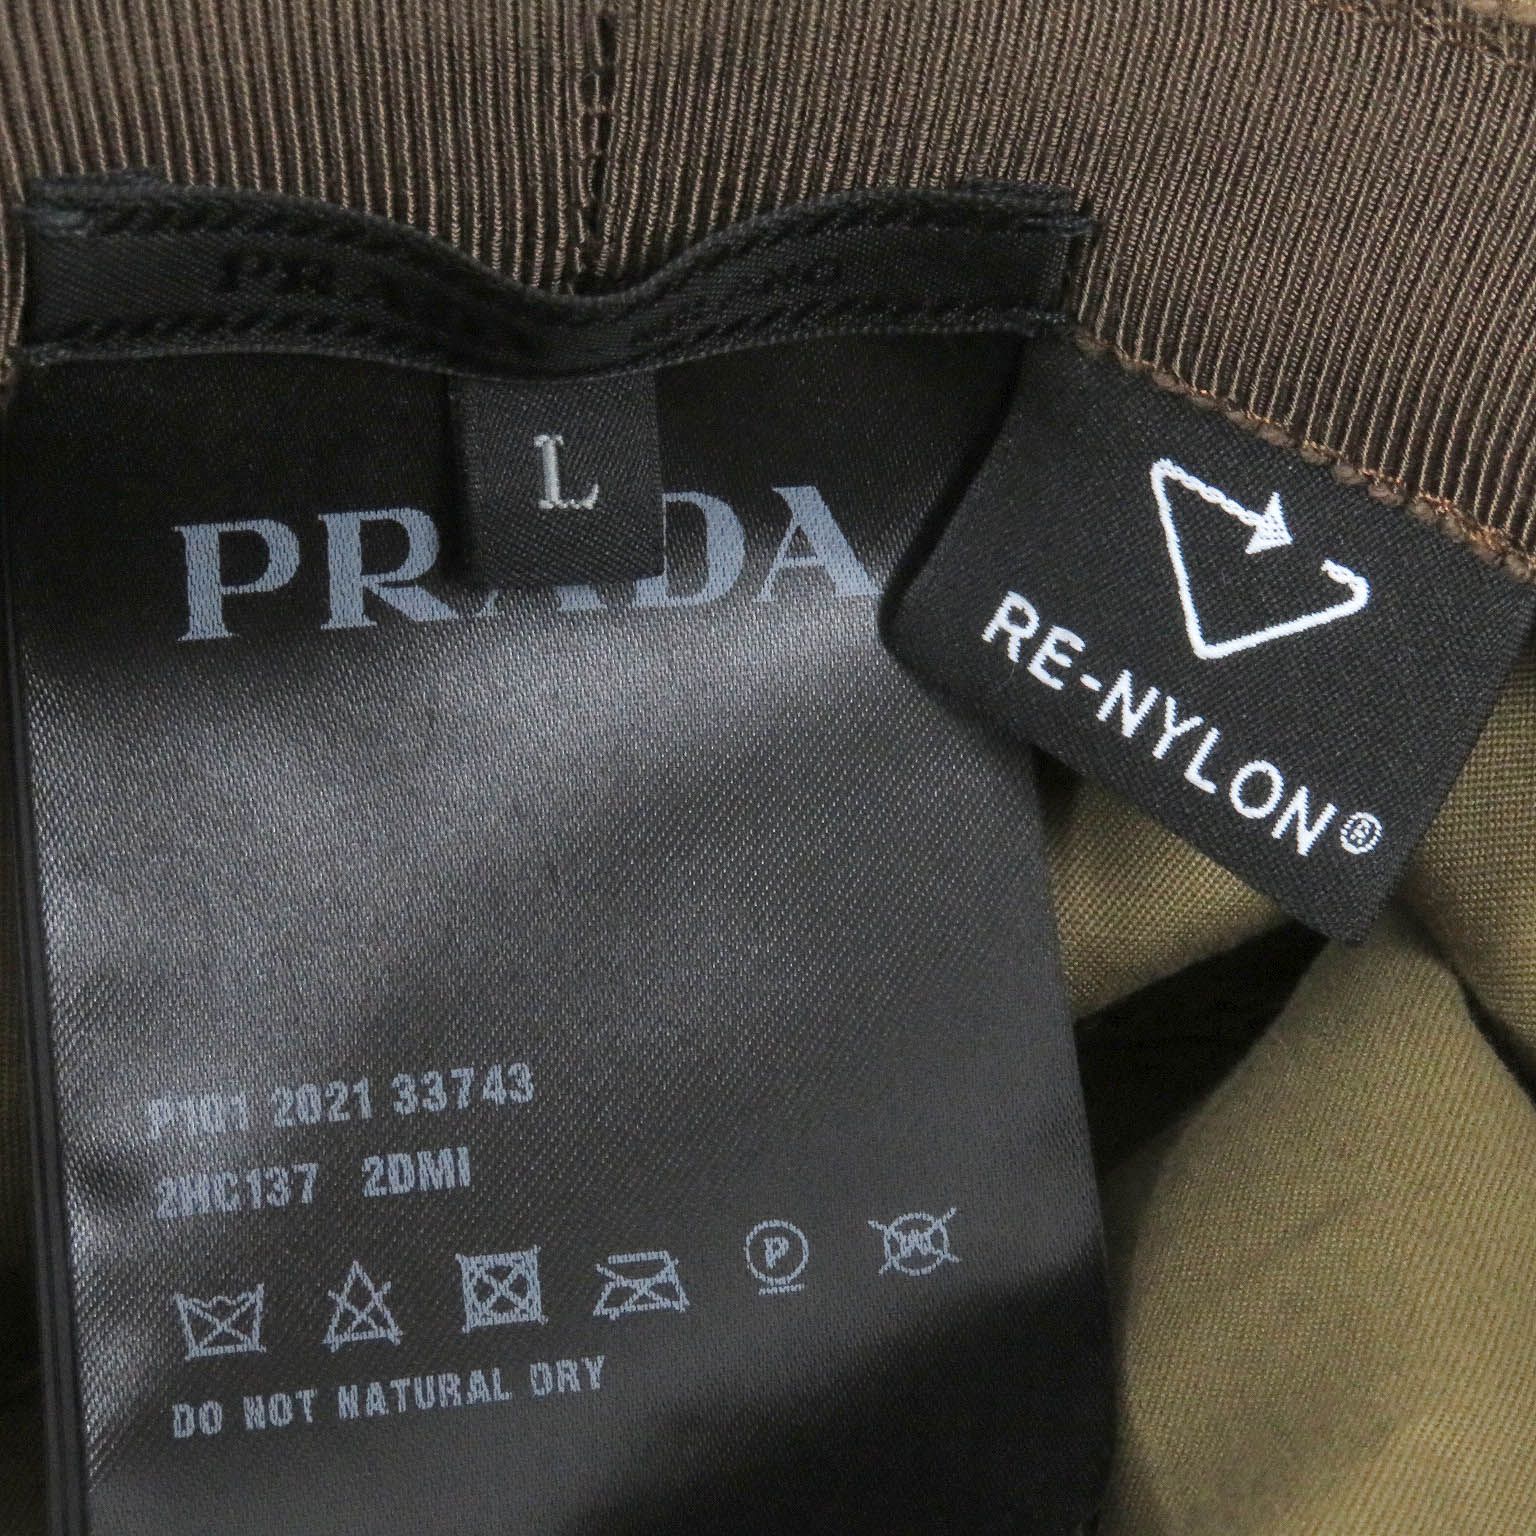 L
PRADA
RE-NYLON®
P101 2021 33743
2HC137 2DMI
P
DO NOT NATURAL DRY